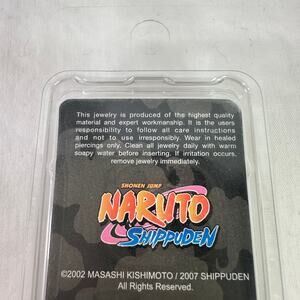 This jewelry is produced of the highest quality
material and expert workmanship. It is the users
responsibility to follow all care instructions
and not to use irresponsibly. Wear in healed
piercings only. Clean all jewelry daily with warm
soapy water before inserting. If irritation occurs,
remove jewelry immediately.
SHONEN JUMP
NARUTO
SHIPPUDEN
©2002 MASASHI KISHIMOTO / 2007 SHIPPUDEN
All Rights Reserved.